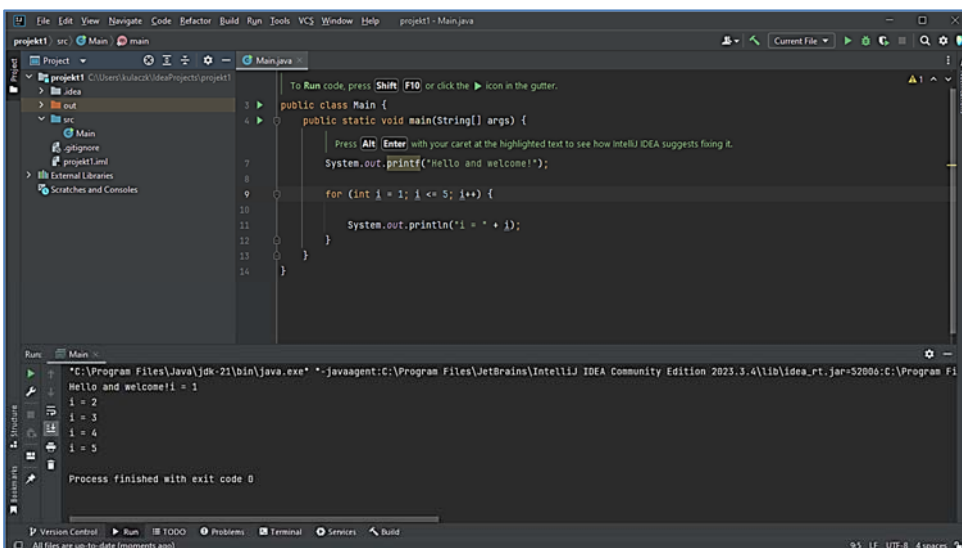 File Edit View Navigate Code Refactor Build Run Tools VCS Window Help projekt1 - Main.java
projekt1 src Main main
Current File
Project
Main.java
projekt1 C:\Users\kulaczk\IdeaProjects\projekt1
.idea
out
src
Main
.gitignore
projekt1.iml
External Libraries
Scratches and Consoles
To Run code, press Shift F10 or click the ▶ icon in the gutter.
1
3 public class Main {
4 public static void main(String[] args) {
Press Alt Enter with your caret at the highlighted text to see how IntelliJ IDEA suggests fixing it.
7 System.out.printf("Hello and welcome!");
8
9 for (int i = 1; i <= 5; i++) {
10
11 System.out.println("i = " + i);
12 }
13 }
14 }
Project
Structure
Bookmarks
Run: Main
"C:\Program Files\Java\jdk-21\bin\java.exe" "-javaagent:C:\Program Files\JetBrains\IntelliJ IDEA Community Edition 2023.3.4\lib\idea_rt.jar=52006:C:\Program Fi
Hello and welcome!i = 1
i = 2
i = 3
i = 4
i = 5
Process finished with exit code 0
Version Control Run TODO Problems Terminal Services Build
All files are up-to-date (moments ago)
9:5 LF UTF-8 4 spaces